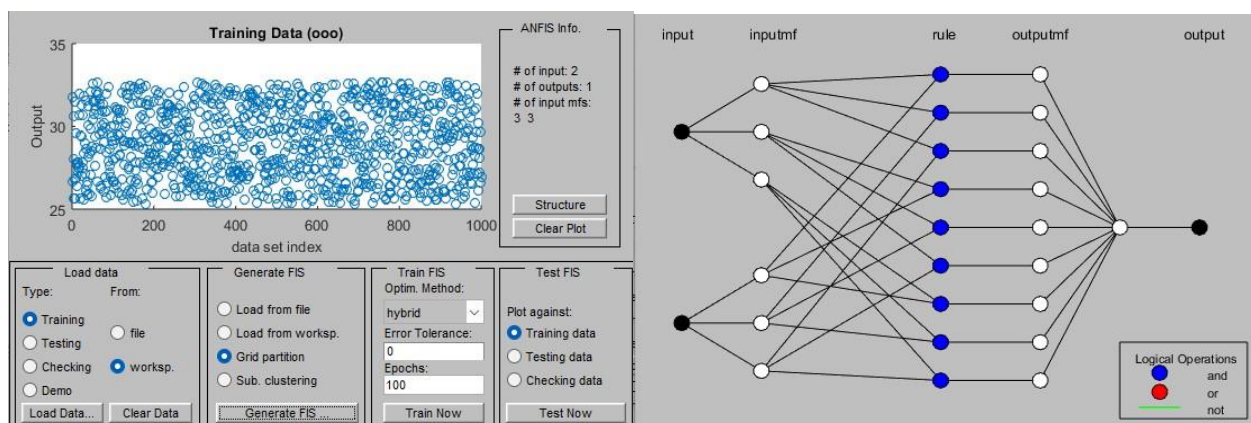 Training Data (ooo)
35
30
25
Output
0
200
400
600
800
1000
data set index
ANFIS Info.
# of input: 2
# of outputs: 1
# of input mfs:
3 3
Structure
Clear Plot
Load data
Type:
From:
Training
Testing
Checking
Demo
file
worksp.
Load Data...
Clear Data
Generate FIS
Load from file
Load from worksp.
Grid partition
Sub. clustering
Generate FIS ...
Train FIS
Optim. Method:
hybrid
Error Tolerance:
0
Epochs:
100
Train Now
Test FIS
Plot against:
Training data
Testing data
Checking data
Test Now
input
inputmf
rule
outputmf
output
Logical Operations
and
or
not